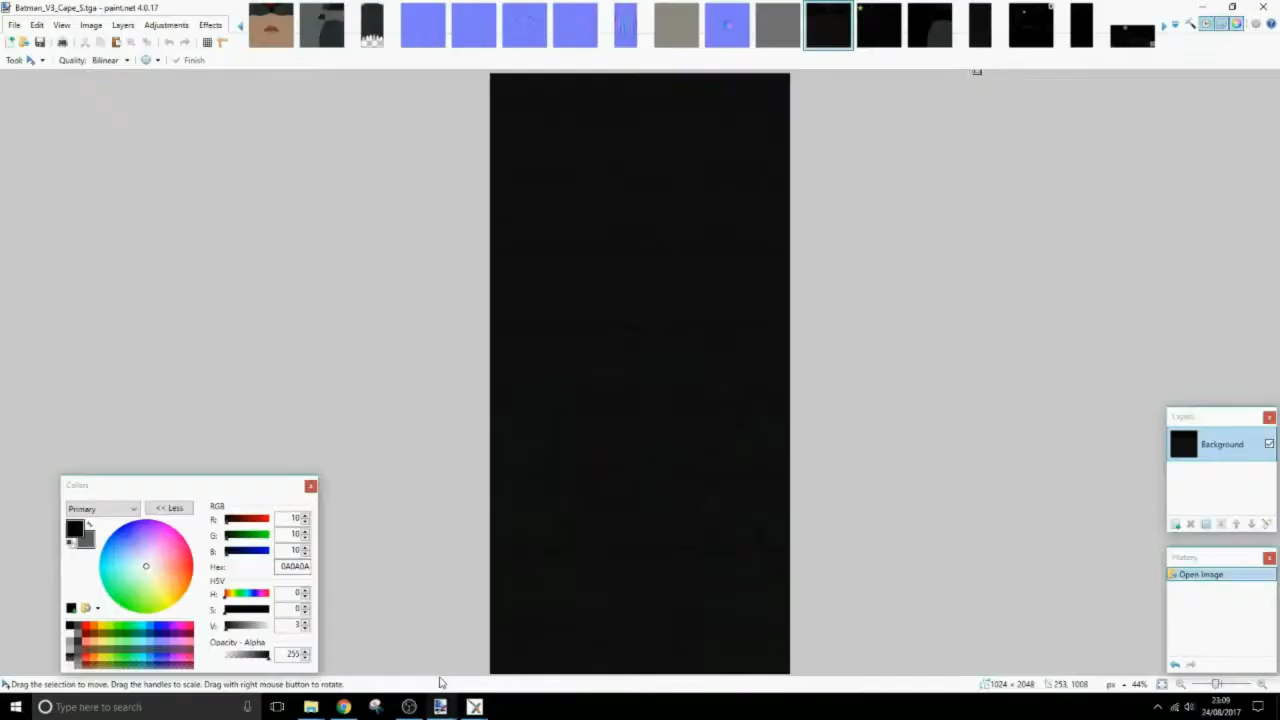 Batman_V3_Cape_S.tga - paint.net 4.0.17
File Edit View Image Layers Adjustments Effects
Tool: Quality: Bilinear Finish
Colors
Primary << Less
RGB
R: 10
G: 10
B: 10
Hex: 0A0A0A
HSV
H: 0
S: 0
V: 3
Opacity - Alpha
255
Layers
Background
History
Open Image
Drag the selection to move. Drag the handles to scale. Drag with right mouse button to rotate.
1024 × 2048 253, 1008 px 44%
Type here to search
23:09
24/08/2017